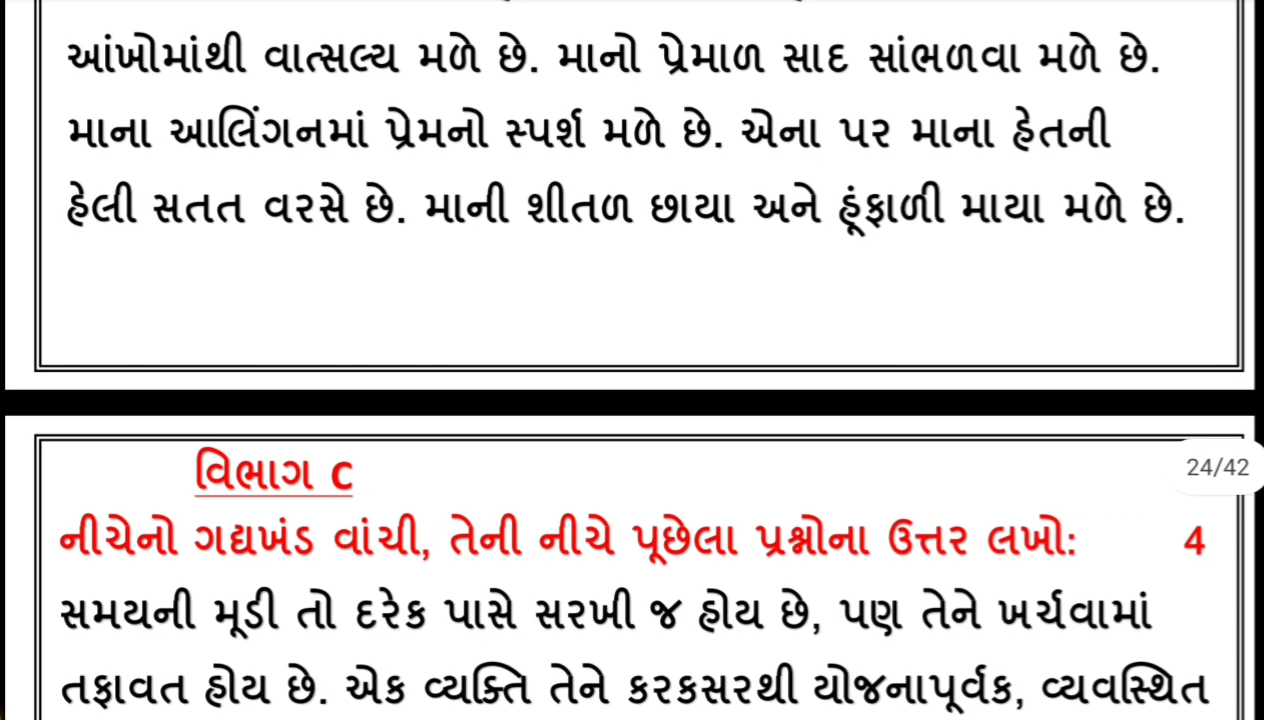 આંખોમાંથી વાત્સલ્ય મળે છે. માનો પ્રેમાળ સાદ સાંભળવા મળે છે.
માના આલિંગનમાં પ્રેમનો સ્પર્શ મળે છે. એના પર માના હેતની
હેલી સતત વરસે છે. માની શીતળ છાયા અને હૂંફાળી માયા મળે છે.
વિભાગ C
24/42
નીચેનો ગદ્યખંડ વાંચી, તેની નીચે પૂછેલા પ્રશ્નોના ઉત્તર લખો: 4
સમયની મૂડી તો દરેક પાસે સરખી જ હોય છે, પણ તેને ખર્ચવામાં
તફાવત હોય છે. એક વ્યક્તિ તેને કરકસરથી યોજનાપૂર્વક, વ્યવસ્થિત